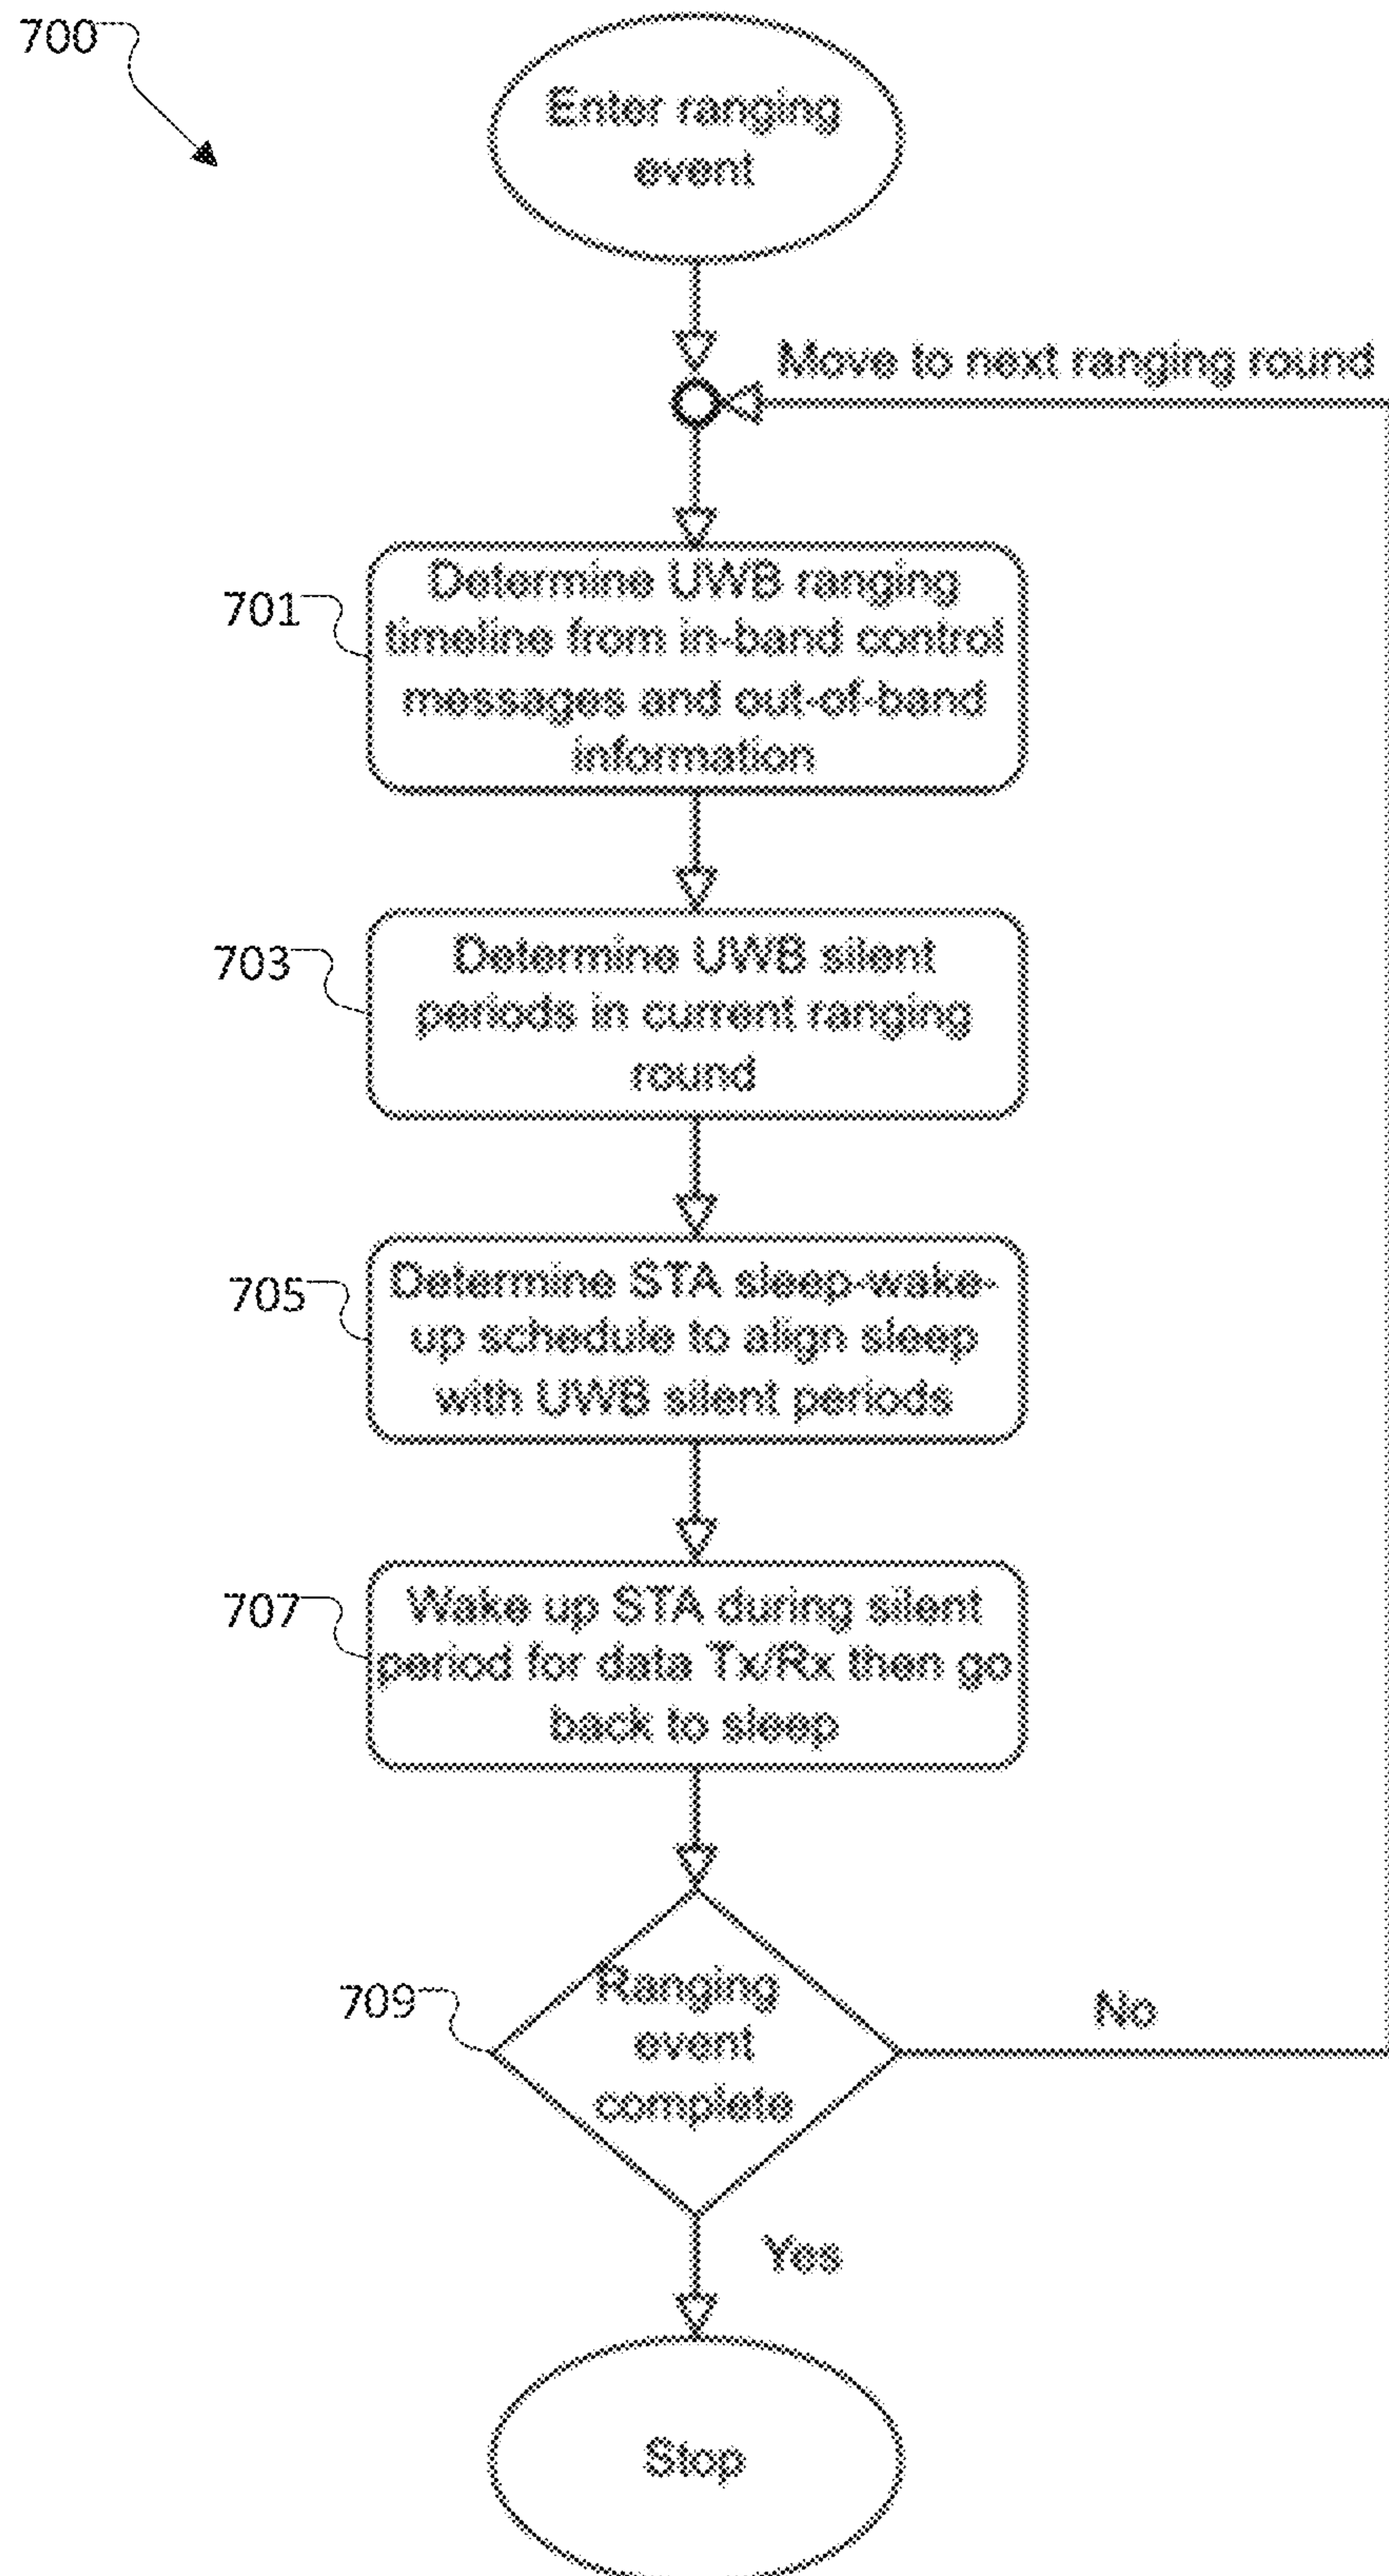 700
Enter ranging
event
Move to next ranging round
701
Determine UWB ranging
timeline from in-band control
messages and out-of-band
information
703
Determine UWB silent
periods in current ranging
round
705
Determine STA sleep-wake-
up schedule to align sleep
with UWB silent periods
707
Wake up STA during silent
period for data Tx/Rx then go
back to sleep
709
Ranging
event
complete
No
Yes
Stop